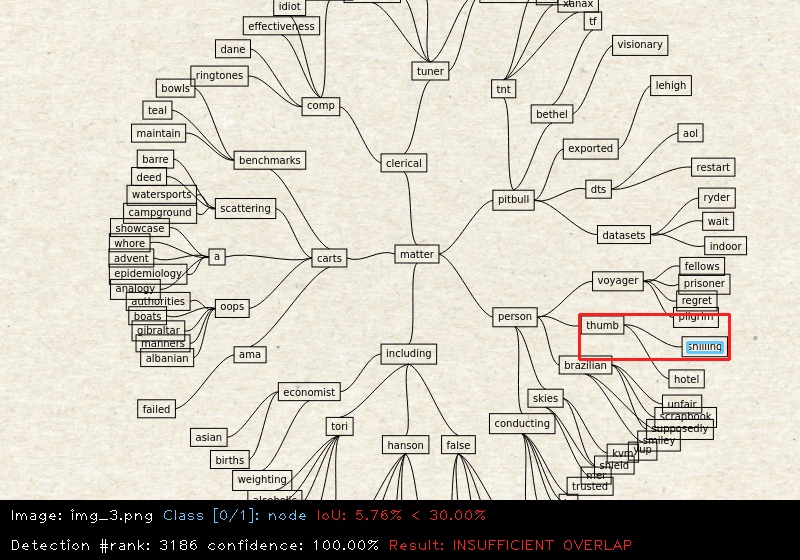 idiot
xanax
effectiveness
tf
dane
visionary
ringtones
tuner
bowls
tnt
lehigh
teal
comp
bethel
maintain
aol
barre
benchmarks
clerical
exported
deed
restart
watersports
dts
campground
scattering
pitbull
ryder
showcase
wait
whore
datasets
advent
a
carts
matter
indoor
epidemiology
fellows
analogy
voyager
prisoner
authorities
oops
regret
boats
person
pilgrim
gibraltar
thumb
manners
albanian
ama
including
brazilian
hotel
economist
failed
skies
unfair
asian
tori
conducting
scrapbook
births
hanson
false
supposedly
smiley
weighting
kvm
yup
shield
alcoholic
mer
trusted
Image: img_3.png Class [0/1]: node IoU: 5.76% < 30.00%
Detection #rank: 3186 confidence: 100.00% Result: INSUFFICIENT OVERLAP